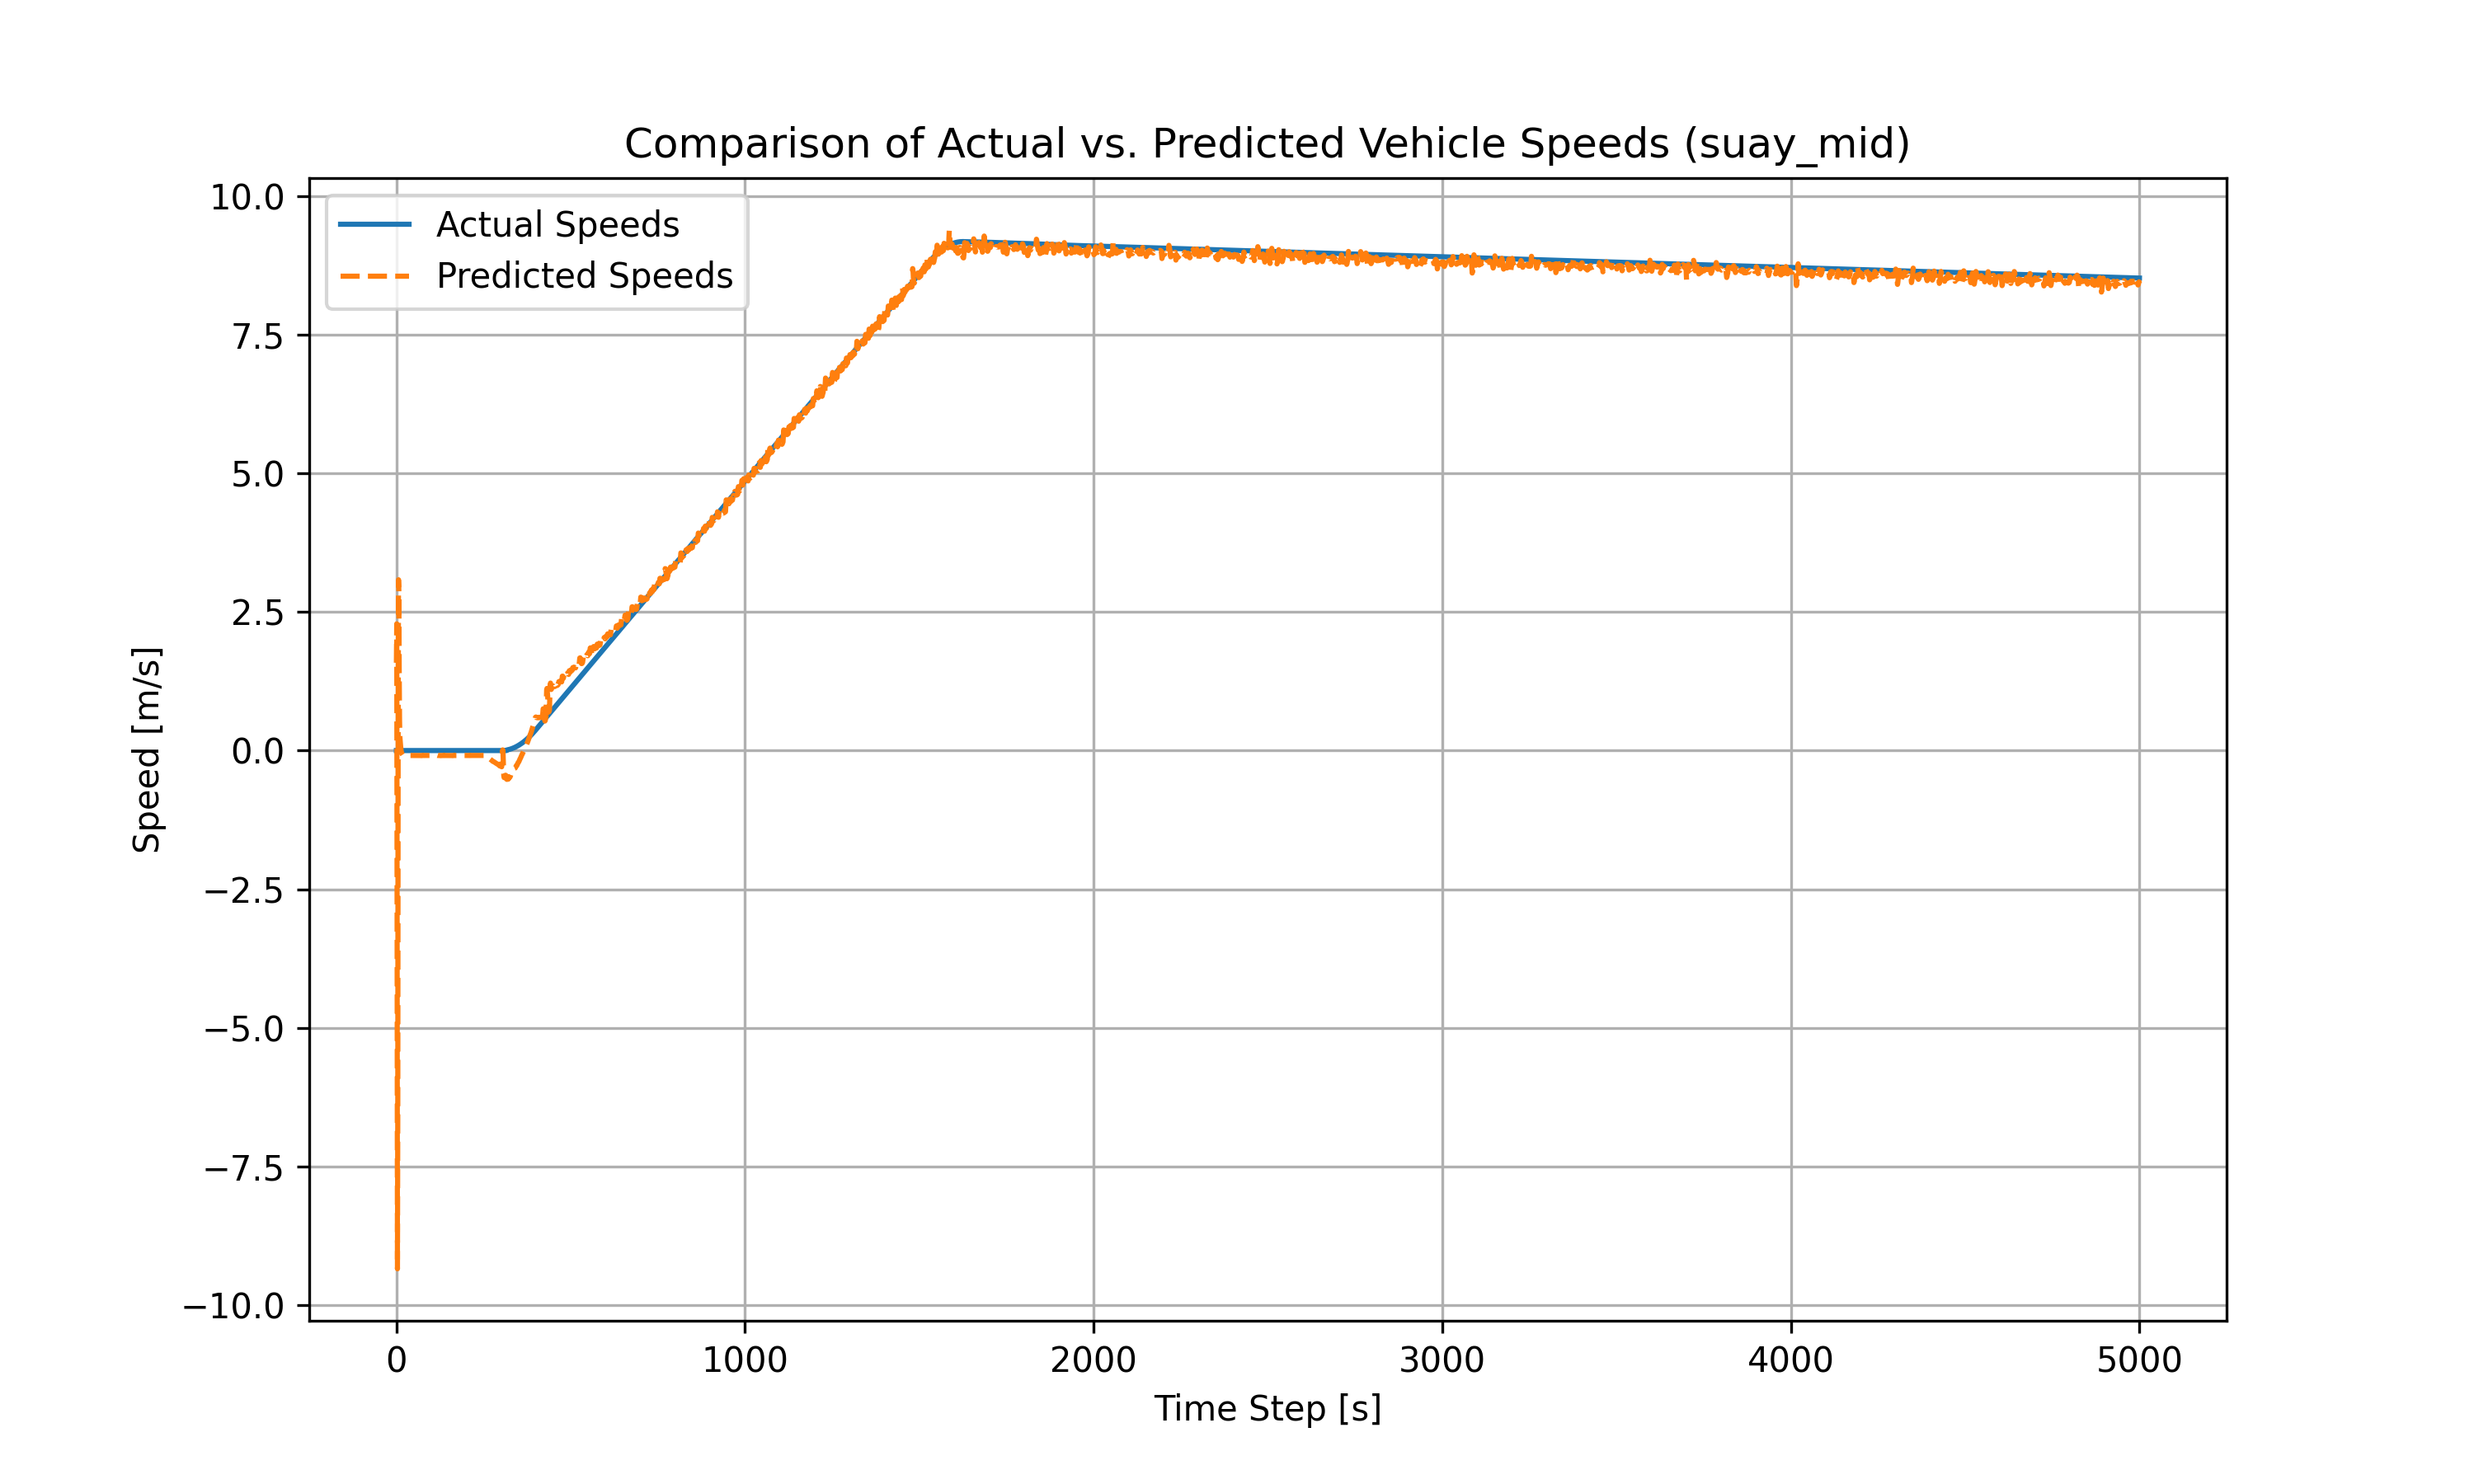 Comparison of Actual vs. Predicted Vehicle Speeds (suay_mid)
Actual Speeds
Predicted Speeds
Speed [m/s]
10.0
7.5
5.0
2.5
0.0
−2.5
−5.0
−7.5
−10.0
0 1000 2000 3000 4000 5000
Time Step [s]